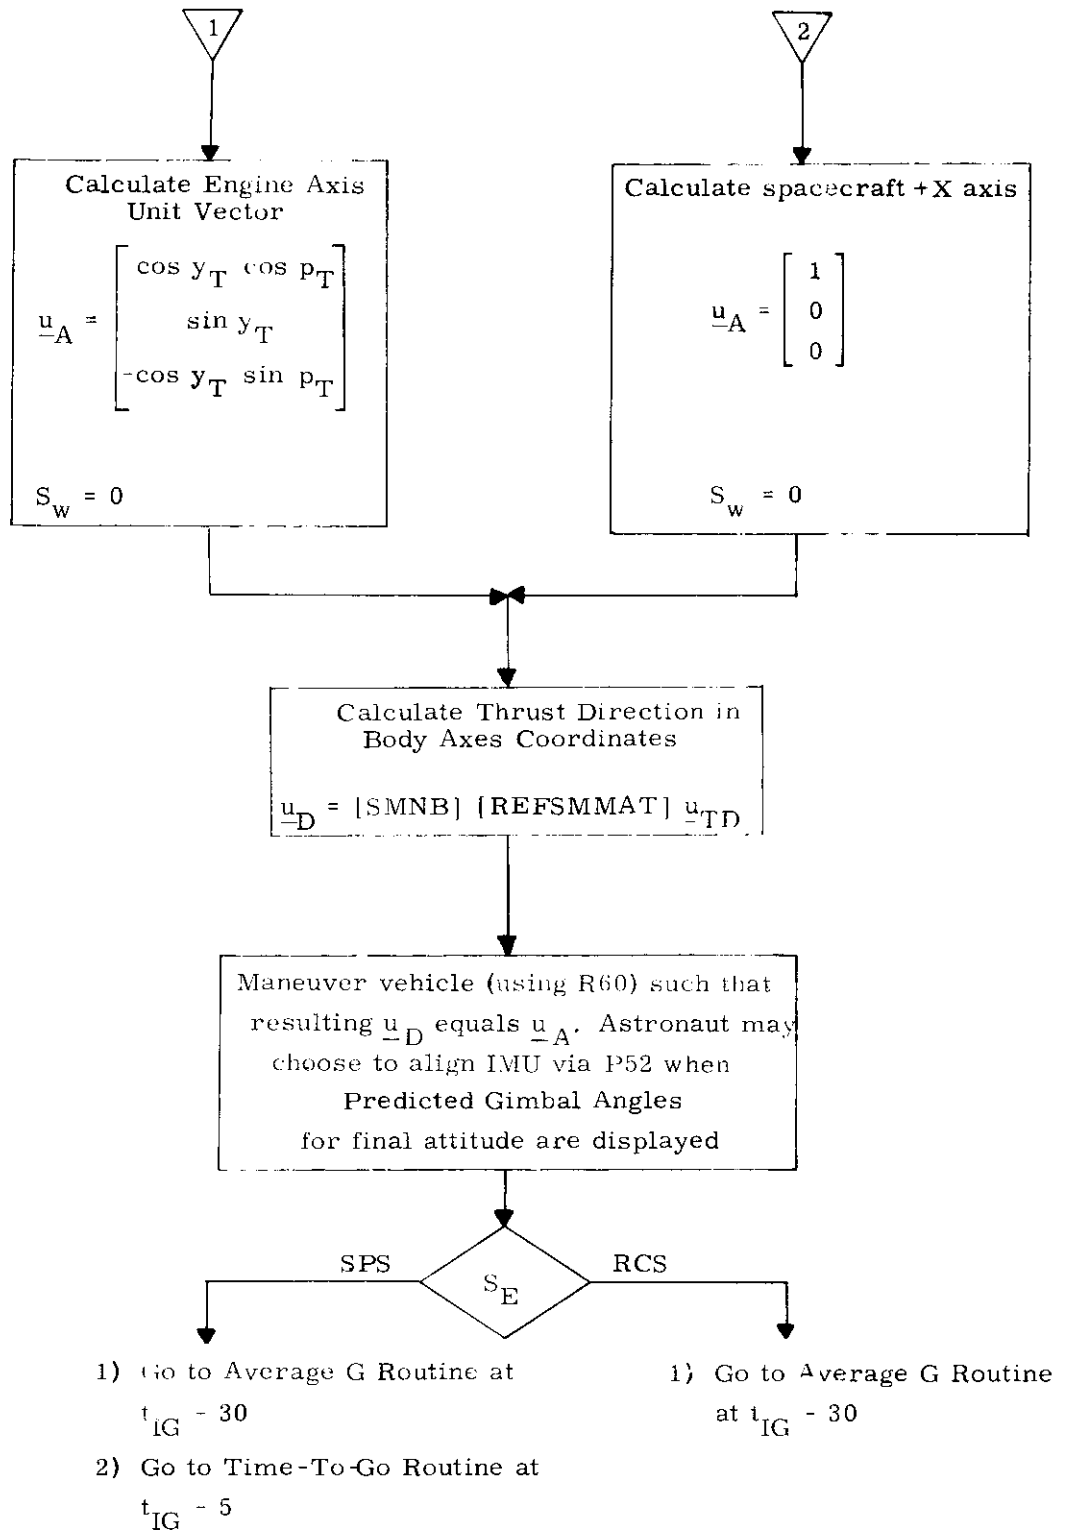 1
2
Calculate Engine Axis
Unit Vector
u_A = [ cos y_T cos p_T
sin y_T
-cos y_T sin p_T ]
S_w = 0
Calculate spacecraft +X axis
u_A = [ 1
0
0 ]
S_w = 0
Calculate Thrust Direction in
Body Axes Coordinates
u_D = [SMNB] [REFSMMAT] u_TD
Maneuver vehicle (using R60) such that
resulting u_D equals u_A. Astronaut may
choose to align IMU via P52 when
Predicted Gimbal Angles
for final attitude are displayed
SPS
S_E
RCS
1) Go to Average G Routine at
t_IG - 30
2) Go to Time-To-Go Routine at
t_IG - 5
1) Go to Average G Routine
at t_IG - 30